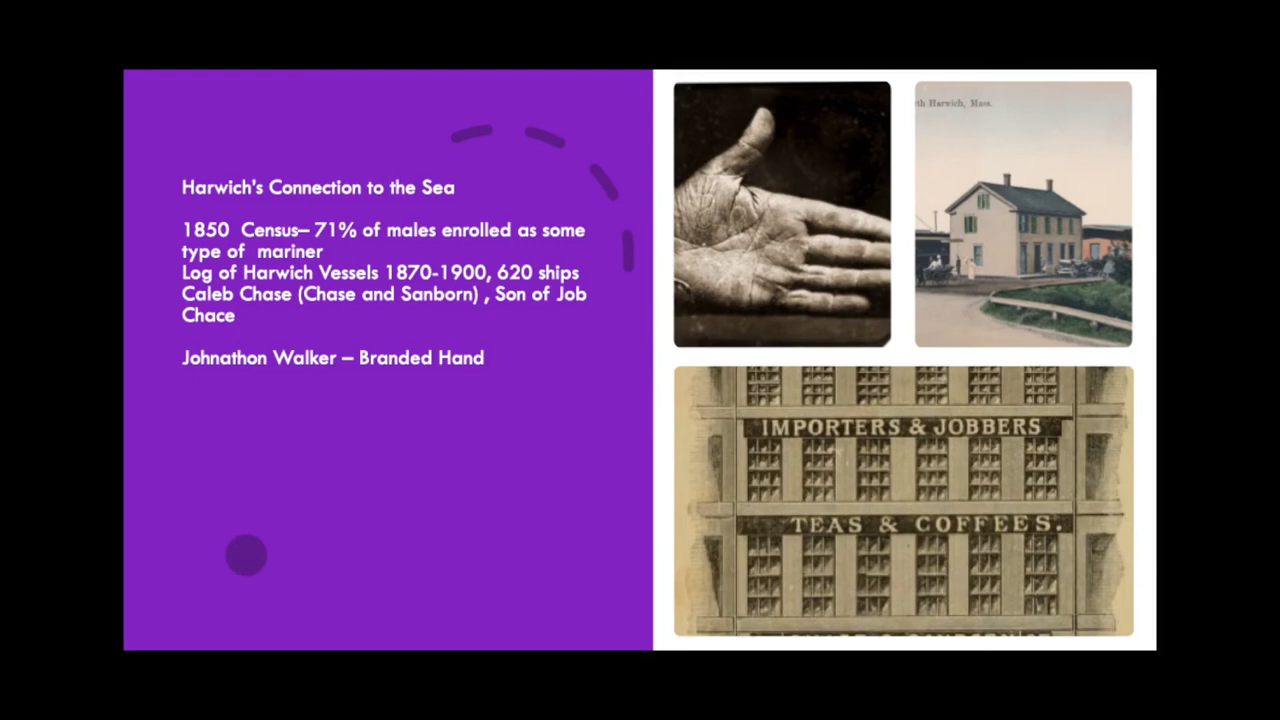 Harwich's Connection to the Sea
1850 Census– 71% of males enrolled as some
type of mariner
Log of Harwich Vessels 1870-1900, 620 ships
Caleb Chase (Chase and Sanborn) , Son of Job
Chace
Johnathon Walker – Branded Hand
th Harwich, Mass.
IMPORTERS & JOBBERS
TEAS & COFFEES.